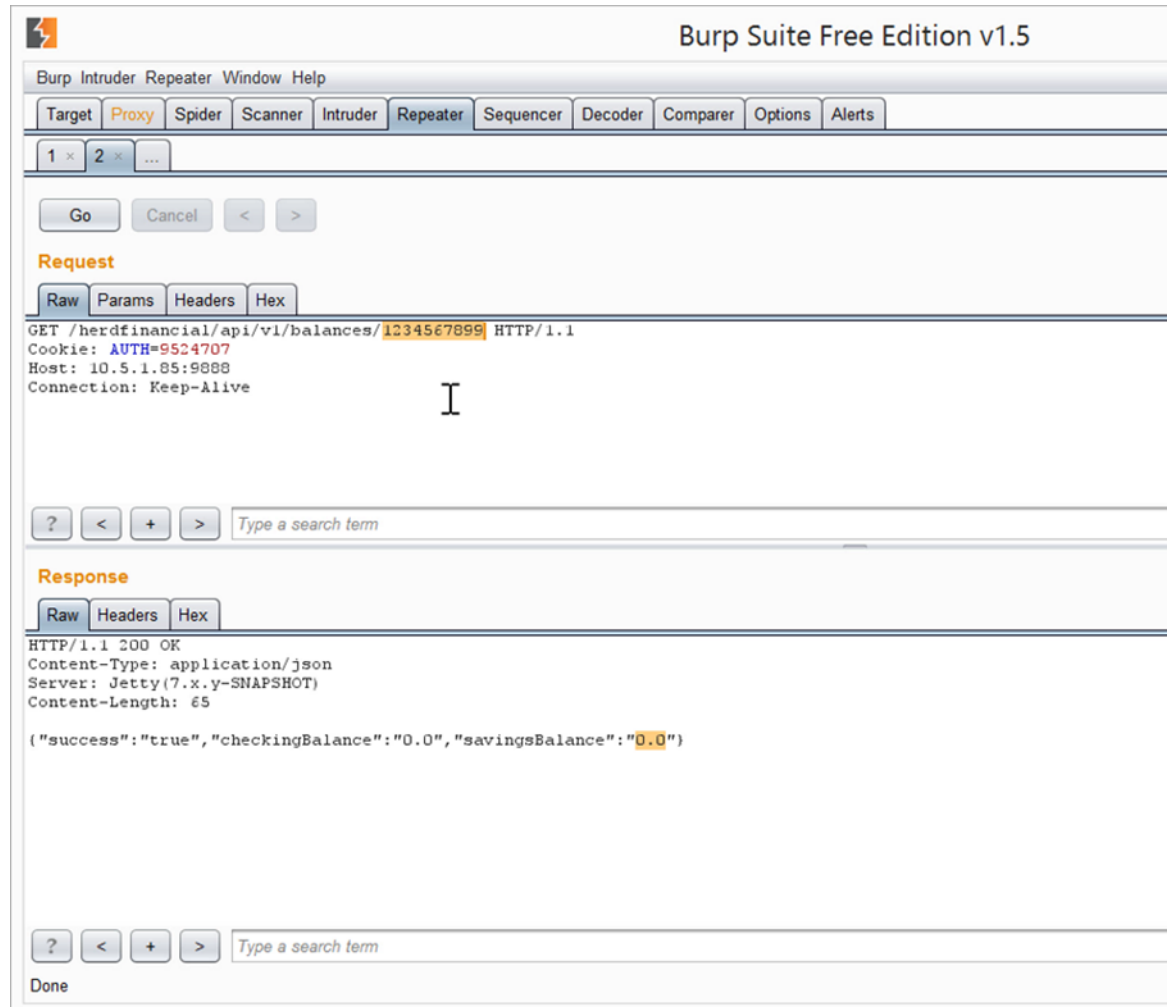 Burp Suite Free Edition v1.5
Burp Intruder Repeater Window Help
Target Proxy Spider Scanner Intruder Repeater Sequencer Decoder Comparer Options Alerts
1 × 2 × ...
Go Cancel < >
Request
Raw Params Headers Hex
GET /herdfinancial/api/v1/balances/1234567899 HTTP/1.1
Cookie: AUTH=9524707
Host: 10.5.1.85:9888
Connection: Keep-Alive
? < + > Type a search term
Response
Raw Headers Hex
HTTP/1.1 200 OK
Content-Type: application/json
Server: Jetty(7.x.y-SNAPSHOT)
Content-Length: 65
{"success":"true","checkingBalance":"0.0","savingsBalance":"0.0"}
? < + > Type a search term
Done